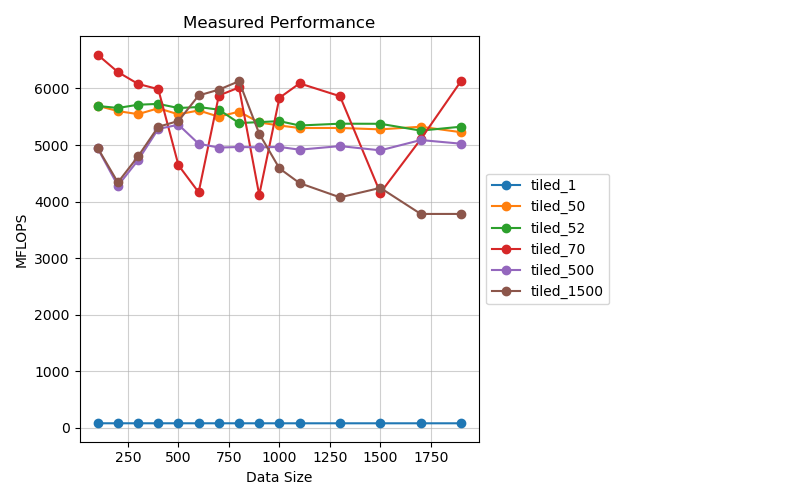 Measured Performance
MFLOPS
6000
5000
4000
3000
2000
1000
0
250 500 750 1000 1250 1500 1750
Data Size
tiled_1
tiled_50
tiled_52
tiled_70
tiled_500
tiled_1500